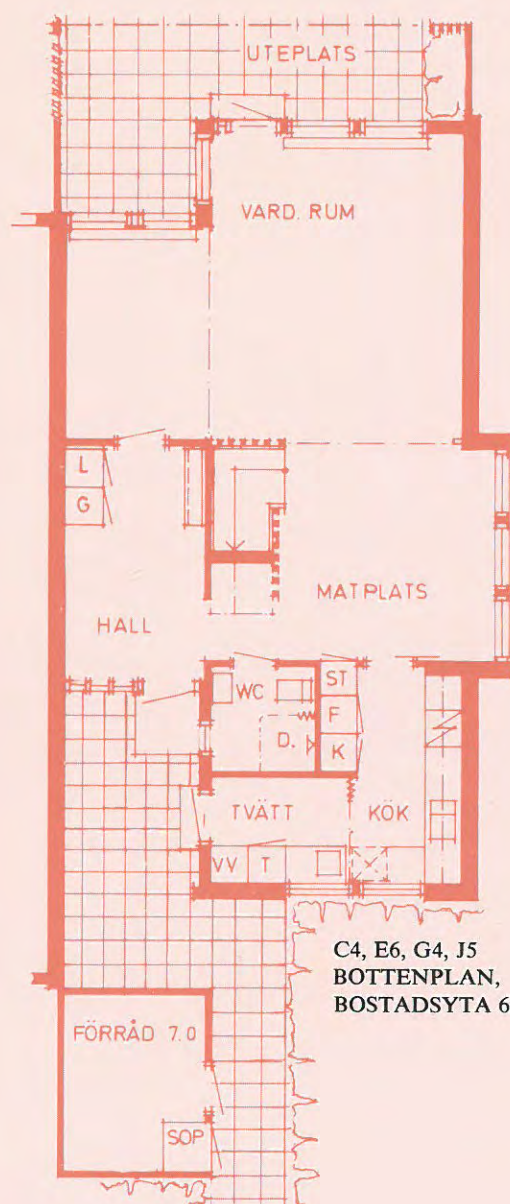 UTEPLATS
VARD. RUM
L
G
MATPLATS
HALL
WC
ST
F
D.
K
TVÄTT
KÖK
VV
T
C4, E6, G4, J5
BOTTENPLAN,
BOSTADSYTA 6
FÖRRÅD 7.0
SOP